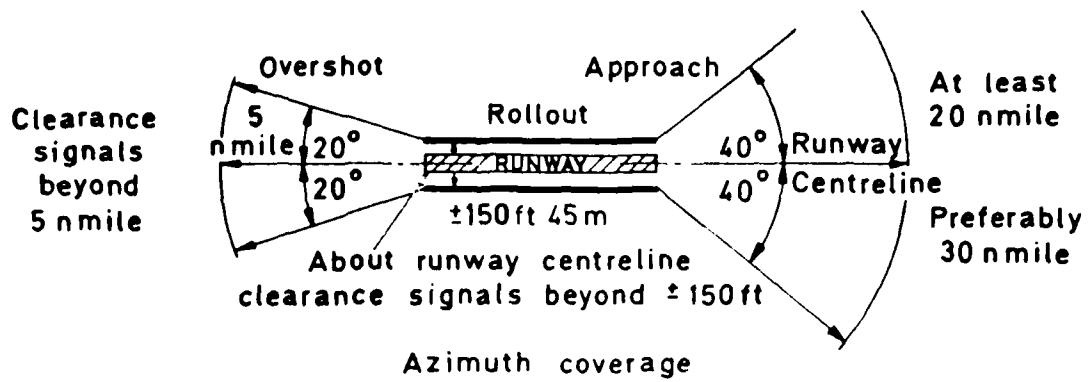 Overshot
Approach
Rollout
Clearance
signals
beyond
5 nmile
5
nmile
20°
20°
RUNWAY
±150ft 45m
About runway centreline
clearance signals beyond ±150ft
40°
40°
Runway
Centreline
At least
20 nmile
Preferably
30 nmile
Azimuth coverage